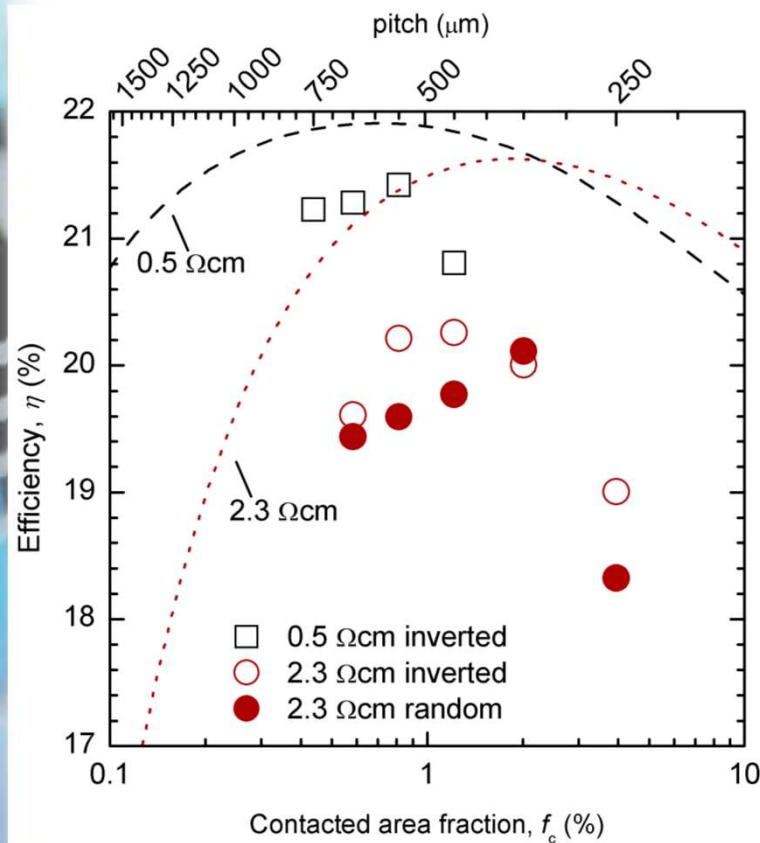 pitch (μm)
1500 1250 1000 750 500 250
22
21
20
19
18
17
Efficiency, η (%)
0.5 Ωcm
2.3 Ωcm
0.5 Ωcm inverted
2.3 Ωcm inverted
2.3 Ωcm random
0.1 1 10
Contacted area fraction, f_c (%)